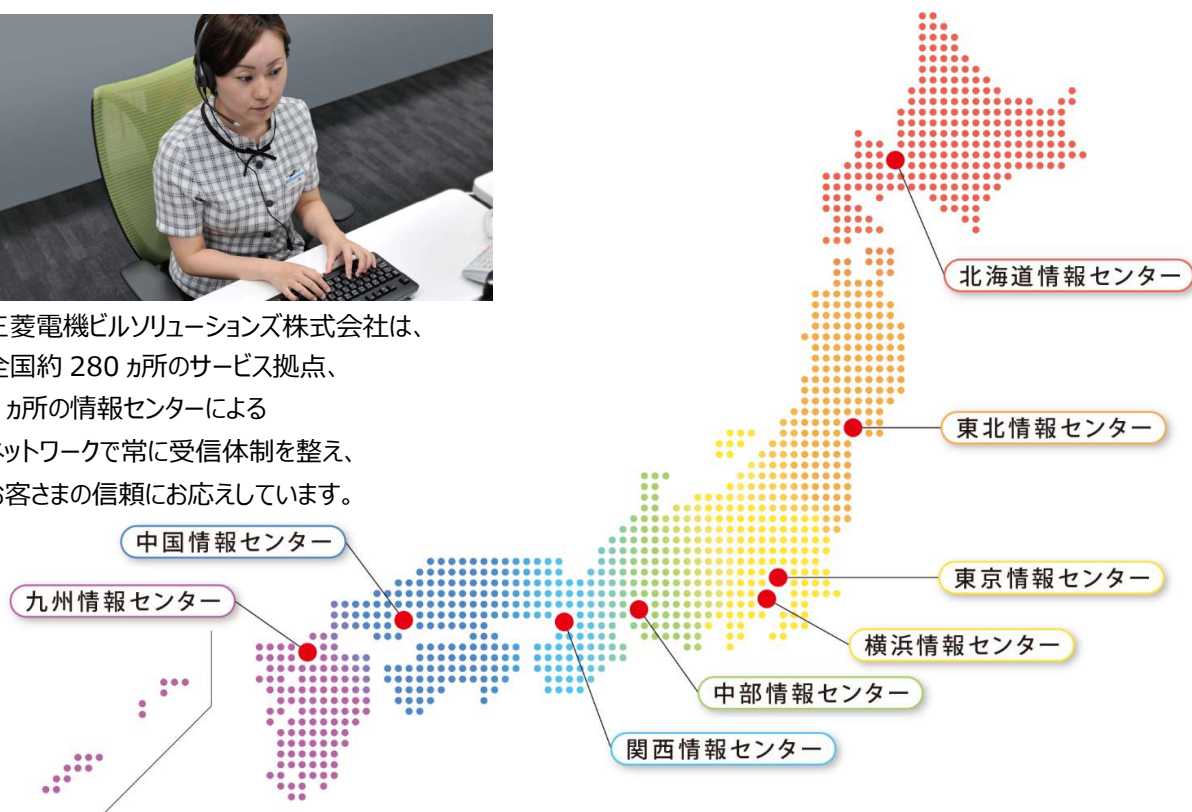 三菱電機ビルソリューションズ株式会社は、
全国約 280 ヵ所のサービス拠点、
ヵ所の情報センターによる
ネットワークで常に受信体制を整え、
お客さまの信頼にお応えしています。
北海道情報センター
東北情報センター
中国情報センター
九州情報センター
東京情報センター
横浜情報センター
中部情報センター
関西情報センター